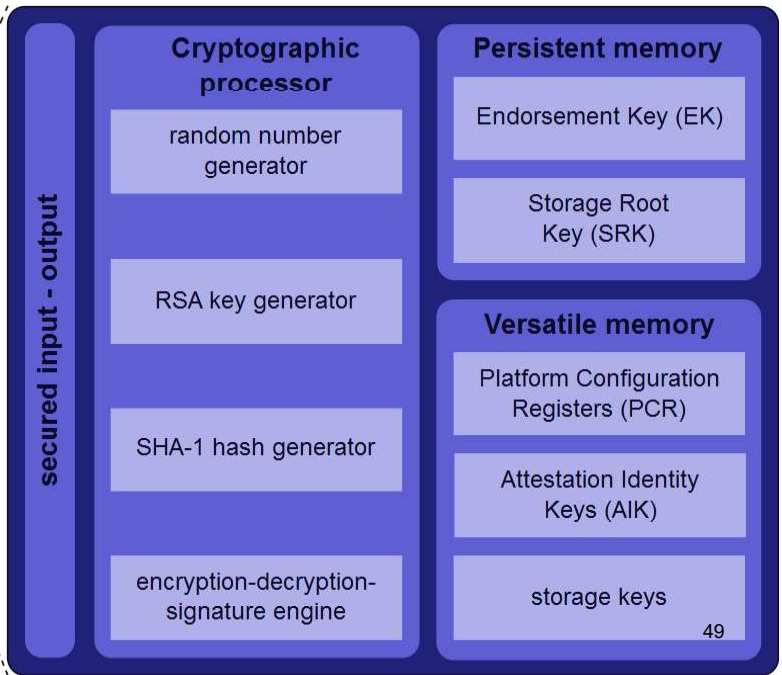 secured input - output
Cryptographic
processor
random number
generator
RSA key generator
SHA-1 hash generator
encryption-decryption-
signature engine
Persistent memory
Endorsement Key (EK)
Storage Root
Key (SRK)
Versatile memory
Platform Configuration
Registers (PCR)
Attestation Identity
Keys (AIK)
storage keys
49